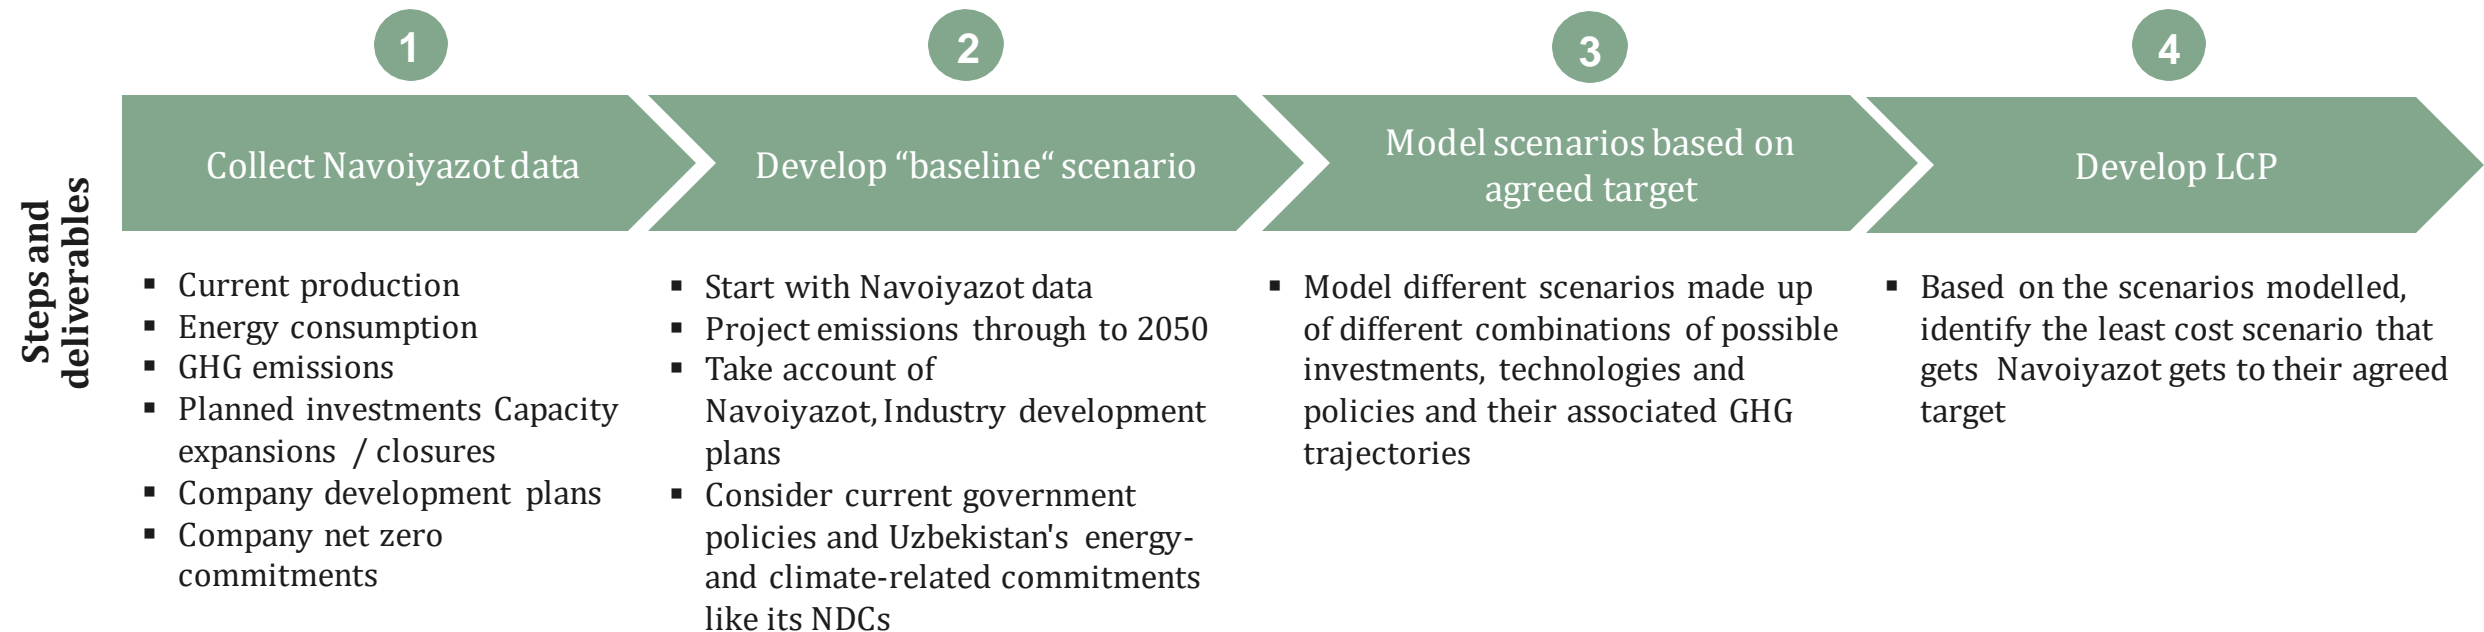 Steps and
deliverables
1
Collect Navoiyazot data
▪ Current production
▪ Energy consumption
▪ GHG emissions
▪ Planned investments Capacity
expansions / closures
▪ Company development plans
▪ Company net zero
commitments
2
Develop “baseline“ scenario
▪ Start with Navoiyazot data
▪ Project emissions through to 2050
▪ Take account of
Navoiyazot, Industry development
plans
▪ Consider current government
policies and Uzbekistan's energy-
and climate-related commitments
like its NDCs
3
Model scenarios based on
agreed target
▪ Model different scenarios made up
of different combinations of possible
investments, technologies and
policies and their associated GHG
trajectories
4
Develop LCP
▪ Based on the scenarios modelled,
identify the least cost scenario that
gets Navoiyazot gets to their agreed
target